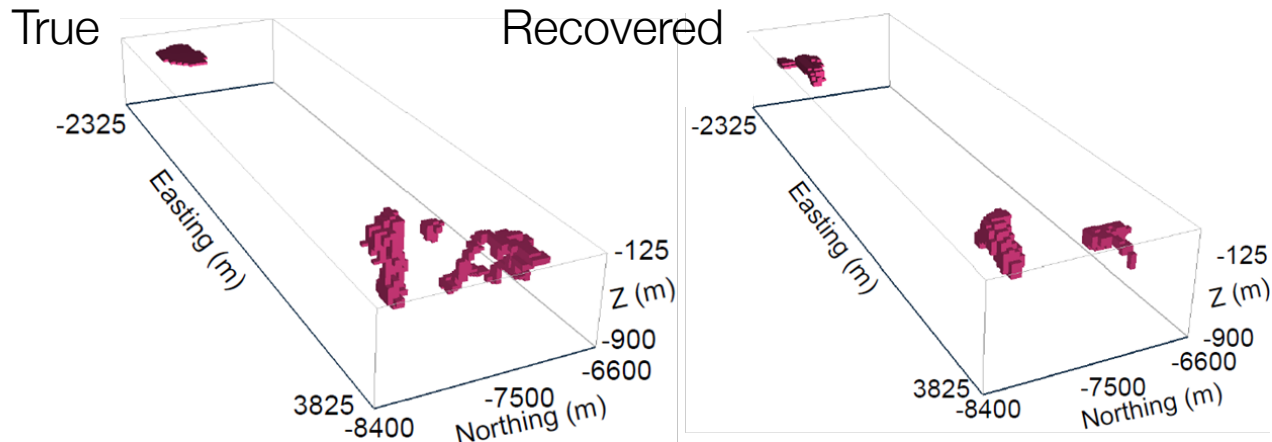 True
Recovered
-2325
Easting (m)
-125
Z (m)
-900
-6600
-7500
Northing (m)
3825
-8400
-2325
Easting (m)
-125
Z (m)
-900
-6600
-7500
Northing (m)
3825
-8400